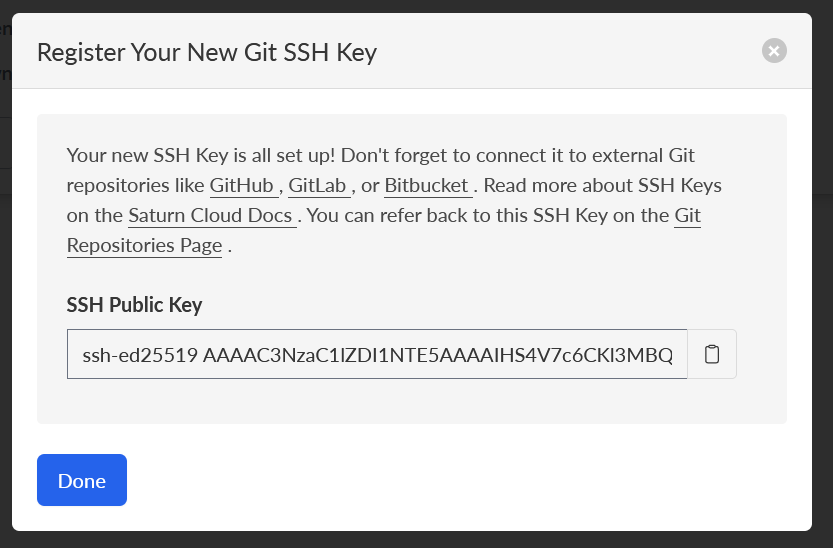 Register Your New Git SSH Key
Your new SSH Key is all set up! Don't forget to connect it to external Git
repositories like GitHub , GitLab , or Bitbucket . Read more about SSH Keys
on the Saturn Cloud Docs . You can refer back to this SSH Key on the Git
Repositories Page .
SSH Public Key
ssh-ed25519 AAAAC3NzaC1lZDI1NTE5AAAAIHS4V7c6CKl3MBQ
Done